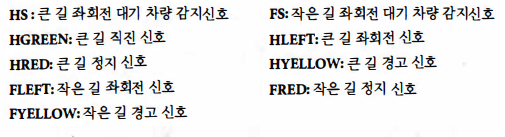 HS : 큰 길 좌회전 대기 차량 감지신호 FS: 작은 길 좌회전 대기 차량 감지신호
HGREEN: 큰 길 직진 신호 HLEFT: 큰 길 좌회전 신호
HRED: 큰 길 정지 신호 HYELLOW: 큰 길 경고 신호
FLEFT: 작은 길 좌회전 신호 FRED: 작은 길 정지 신호
FYELLOW: 작은 길 경고 신호